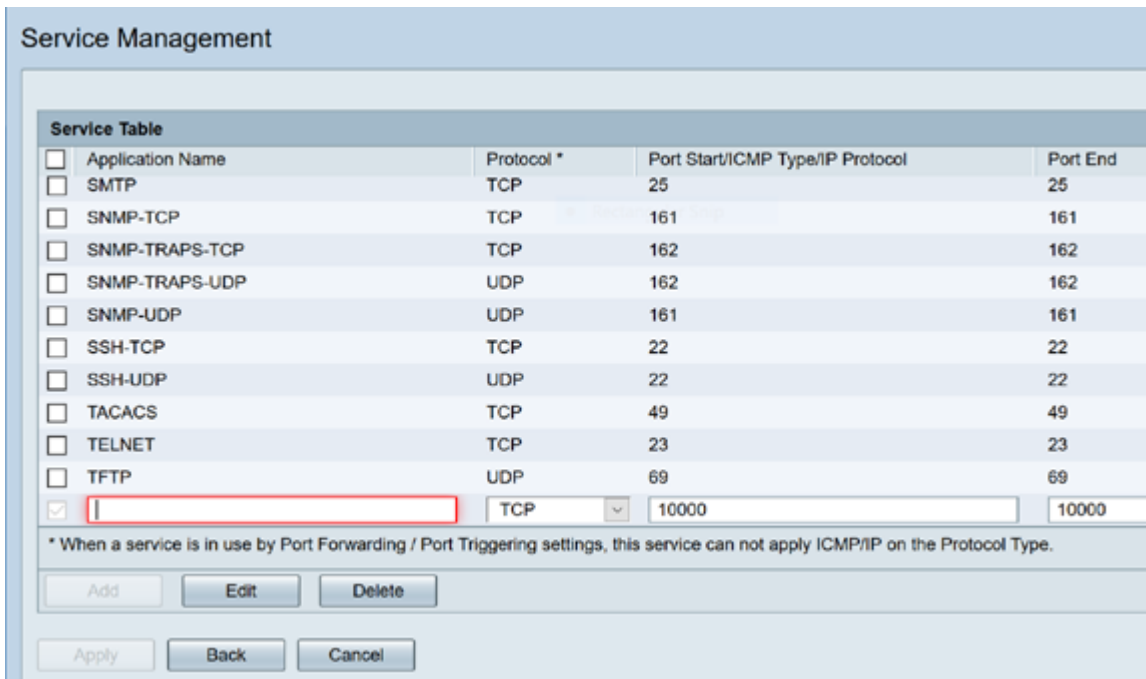 Service Management
Service Table
Application Name Protocol * Port Start/ICMP Type/IP Protocol Port End
SMTP TCP 25 25
SNMP-TCP TCP 161 161
SNMP-TRAPS-TCP TCP 162 162
SNMP-TRAPS-UDP UDP 162 162
SNMP-UDP UDP 161 161
SSH-TCP TCP 22 22
SSH-UDP UDP 22 22
TACACS TCP 49 49
TELNET TCP 23 23
TFTP UDP 69 69
TCP 10000 10000
* When a service is in use by Port Forwarding / Port Triggering settings, this service can not apply ICMP/IP on the Protocol Type.
Add Edit Delete
Apply Back Cancel